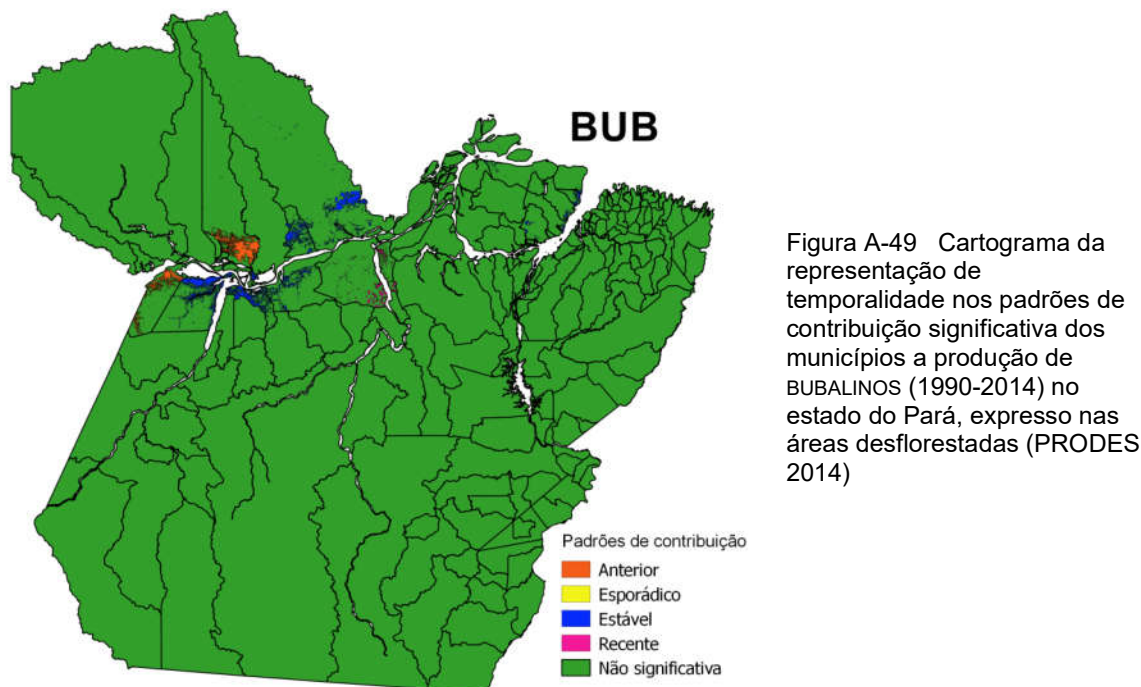 BUB
Figura A-49 Cartograma da
representação de
temporalidade nos padrões de
contribuição significativa dos
municípios a produção de
BUBALINOS (1990-2014) no
estado do Pará, expresso nas
áreas desflorestadas (PRODES
2014)
Padrões de contribuição
Anterior
Esporádico
Estável
Recente
Não significativa